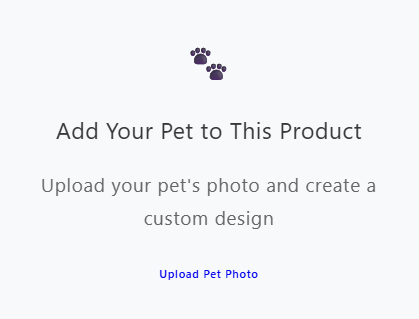 Add Your Pet to This Product
Upload your pet's photo and create a
custom design
Upload Pet Photo